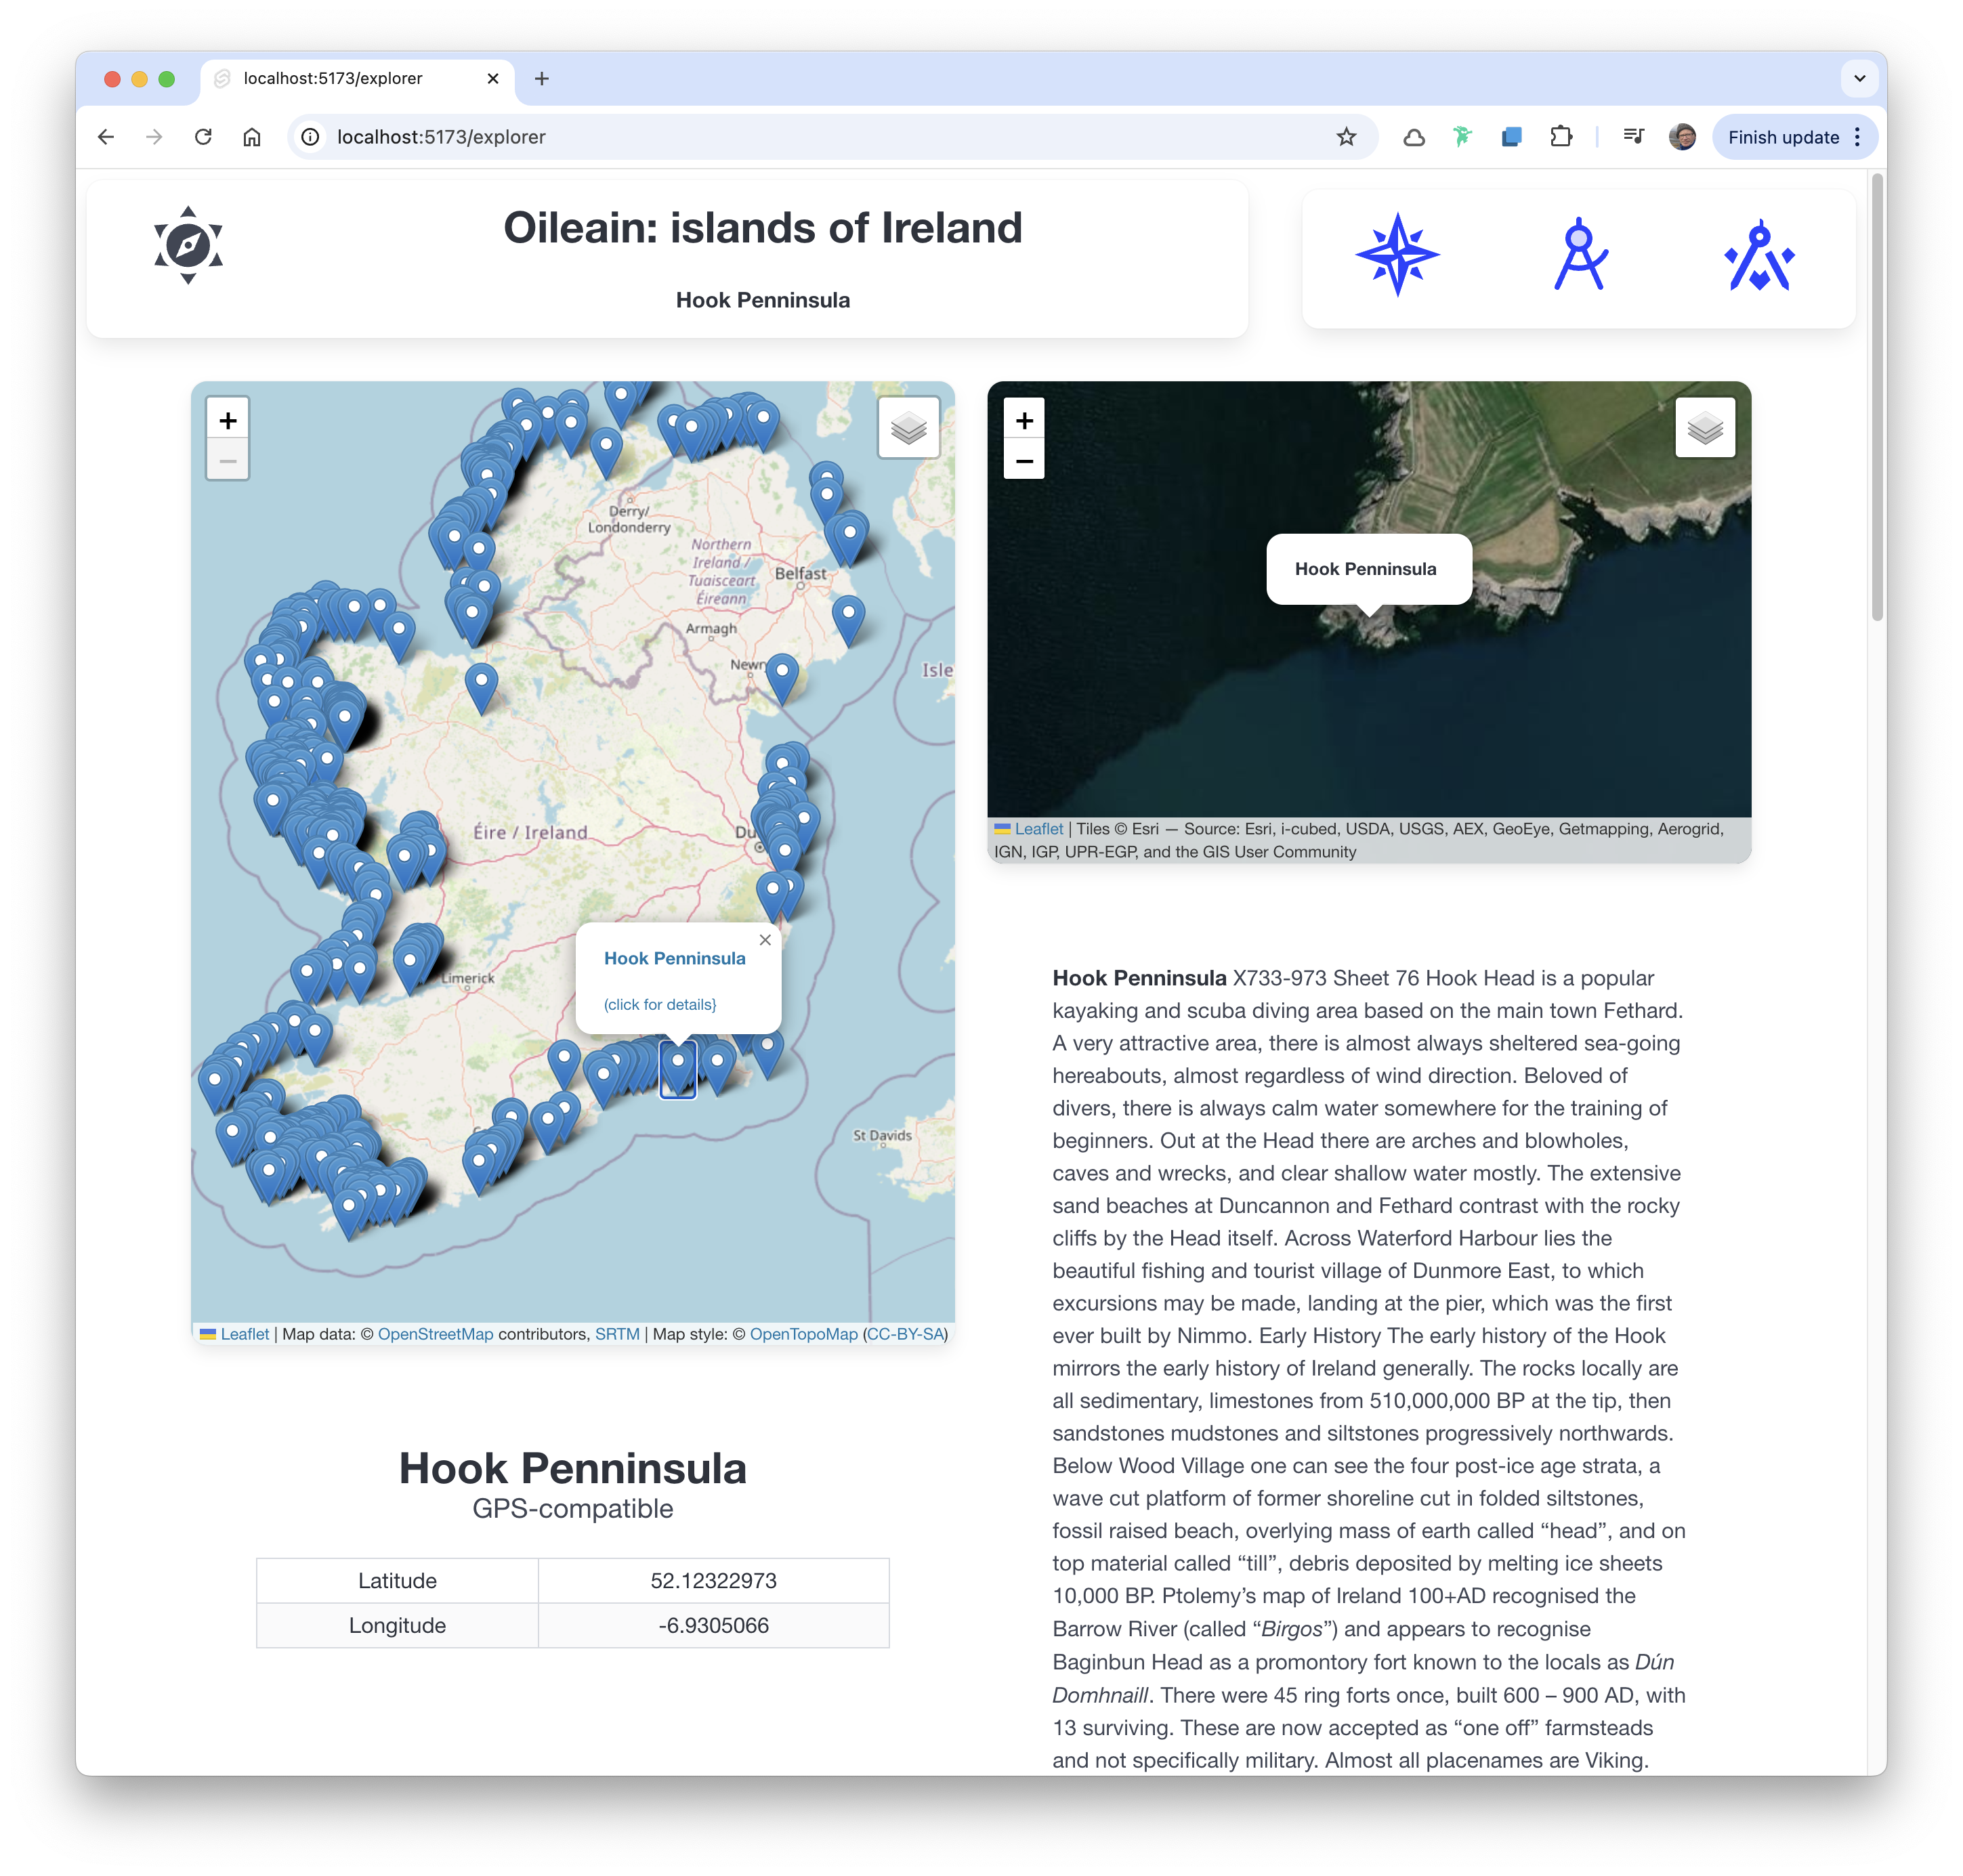 localhost:5173/explorer
localhost:5173/explorer
Finish update
Oileain: islands of Ireland
Hook Penninsula
+
−
Derry/
Londonderry
Northern
Ireland /
Tuaisceart
Éireann
Belfast
Armagh
Newr
Isle
Éire / Ireland
Du
Limerick
Hook Penninsula
(click for details}
St Davids
Leaflet | Map data: © OpenStreetMap contributors, SRTM | Map style: © OpenTopoMap (CC-BY-SA)
Hook Penninsula
GPS-compatible
Latitude 52.12322973
Longitude -6.9305066
+
−
Hook Penninsula
Leaflet | Tiles © Esri — Source: Esri, i-cubed, USDA, USGS, AEX, GeoEye, Getmapping, Aerogrid,
IGN, IGP, UPR-EGP, and the GIS User Community
Hook Penninsula X733-973 Sheet 76 Hook Head is a popular
kayaking and scuba diving area based on the main town Fethard.
A very attractive area, there is almost always sheltered sea-going
hereabouts, almost regardless of wind direction. Beloved of
divers, there is always calm water somewhere for the training of
beginners. Out at the Head there are arches and blowholes,
caves and wrecks, and clear shallow water mostly. The extensive
sand beaches at Duncannon and Fethard contrast with the rocky
cliffs by the Head itself. Across Waterford Harbour lies the
beautiful fishing and tourist village of Dunmore East, to which
excursions may be made, landing at the pier, which was the first
ever built by Nimmo. Early History The early history of the Hook
mirrors the early history of Ireland generally. The rocks locally are
all sedimentary, limestones from 510,000,000 BP at the tip, then
sandstones mudstones and siltstones progressively northwards.
Below Wood Village one can see the four post-ice age strata, a
wave cut platform of former shoreline cut in folded siltstones,
fossil raised beach, overlying mass of earth called “head”, and on
top material called “till”, debris deposited by melting ice sheets
10,000 BP. Ptolemy’s map of Ireland 100+AD recognised the
Barrow River (called “Birgos”) and appears to recognise
Baginbun Head as a promontory fort known to the locals as Dún
Domhnaill. There were 45 ring forts once, built 600 – 900 AD, with
13 surviving. These are now accepted as “one off” farmsteads
and not specifically military. Almost all placenames are Viking.